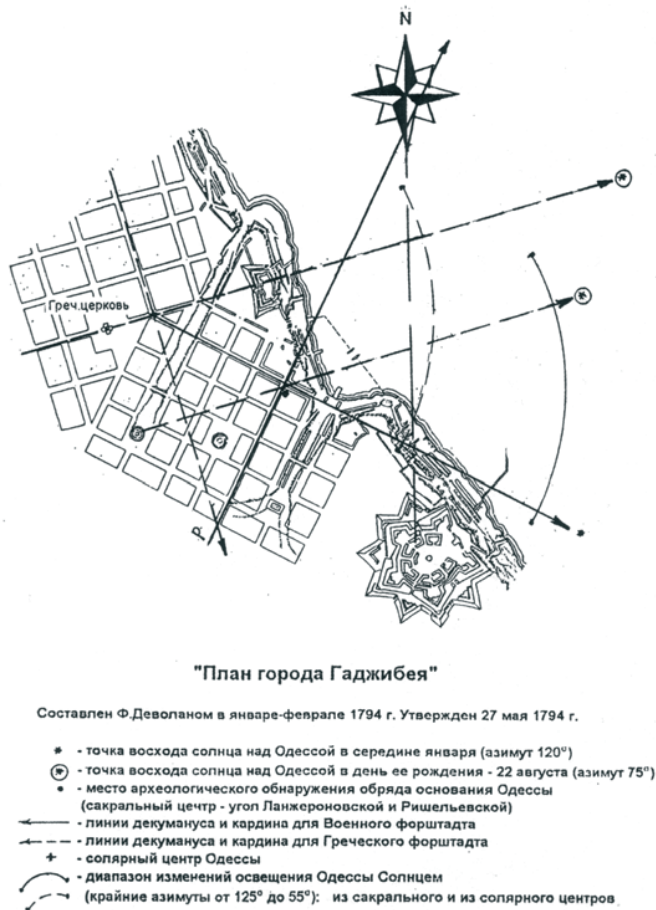 N
Греч.церковь
Р.
"План города Гаджибея"
Составлен Ф.Деволаном в январе-феврале 1794 г. Утвержден 27 мая 1794 г.
* - точка восхода солнца над Одессой в середине января (азимут 120°)
- точка восхода солнца над Одессой в день ее рождения - 22 августа (азимут 75°)
• - место археологического обнаружения обряда основания Одессы
(сакральный центр - угол Ланжероновской и Ришельевской)
- линии декумануса и кардина для Военного форштадта
- линии декумануса и кардина для Греческого форштадта
+ - солярный центр Одессы
- диапазон изменений освещения Одессы Солнцем
(крайние азимуты от 125° до 55°): из сакрального и из солярного центров